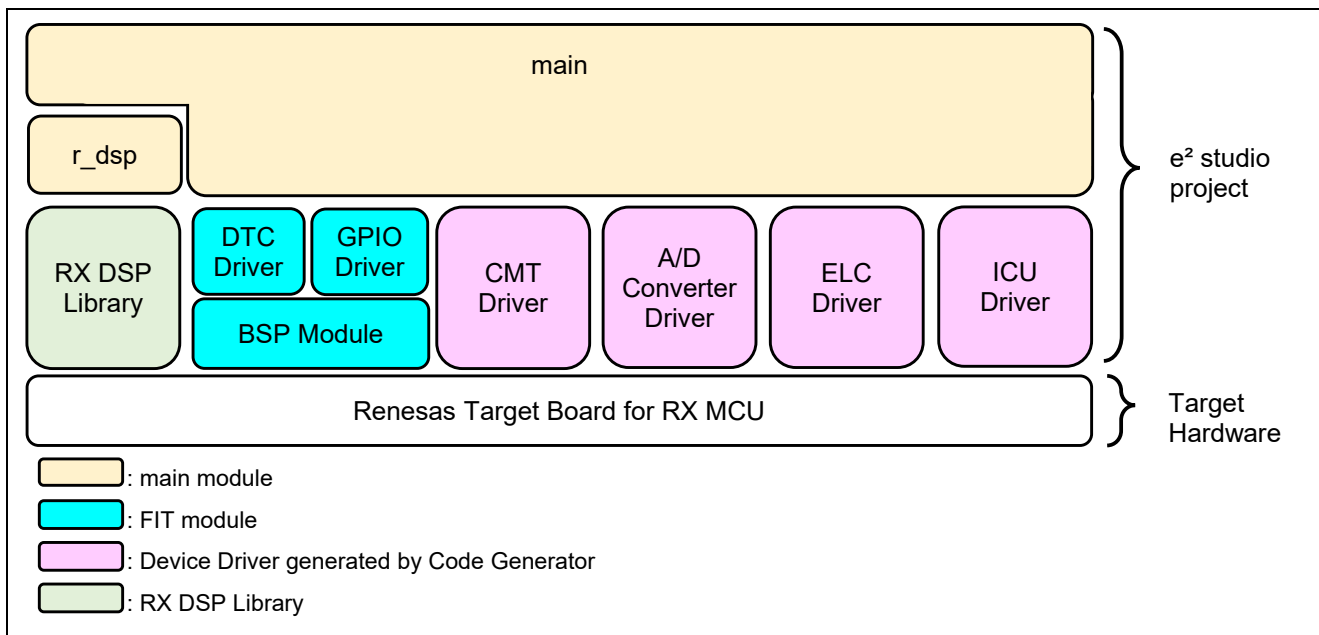 main
r_dsp
e² studio
project
RX DSP
Library
DTC
Driver
GPIO
Driver
BSP Module
CMT
Driver
A/D
Converter
Driver
ELC
Driver
ICU
Driver
Renesas Target Board for RX MCU
Target
Hardware
: main module
: FIT module
: Device Driver generated by Code Generator
: RX DSP Library